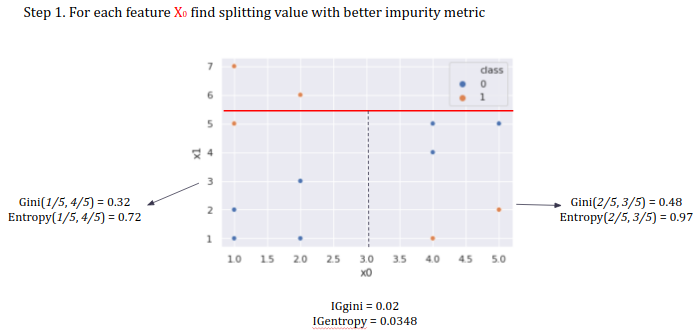 Step 1. For each feature X0 find splitting value with better impurity metric
class
0
1
7
6
5
4
3
2
1
x1
1.0 1.5 2.0 2.5 3.0 3.5 4.0 4.5 5.0
x0
Gini(1/5, 4/5) = 0.32
Entropy(1/5, 4/5) = 0.72
Gini(2/5, 3/5) = 0.48
Entropy(2/5, 3/5) = 0.97
IGgini = 0.02
IGentropy = 0.0348